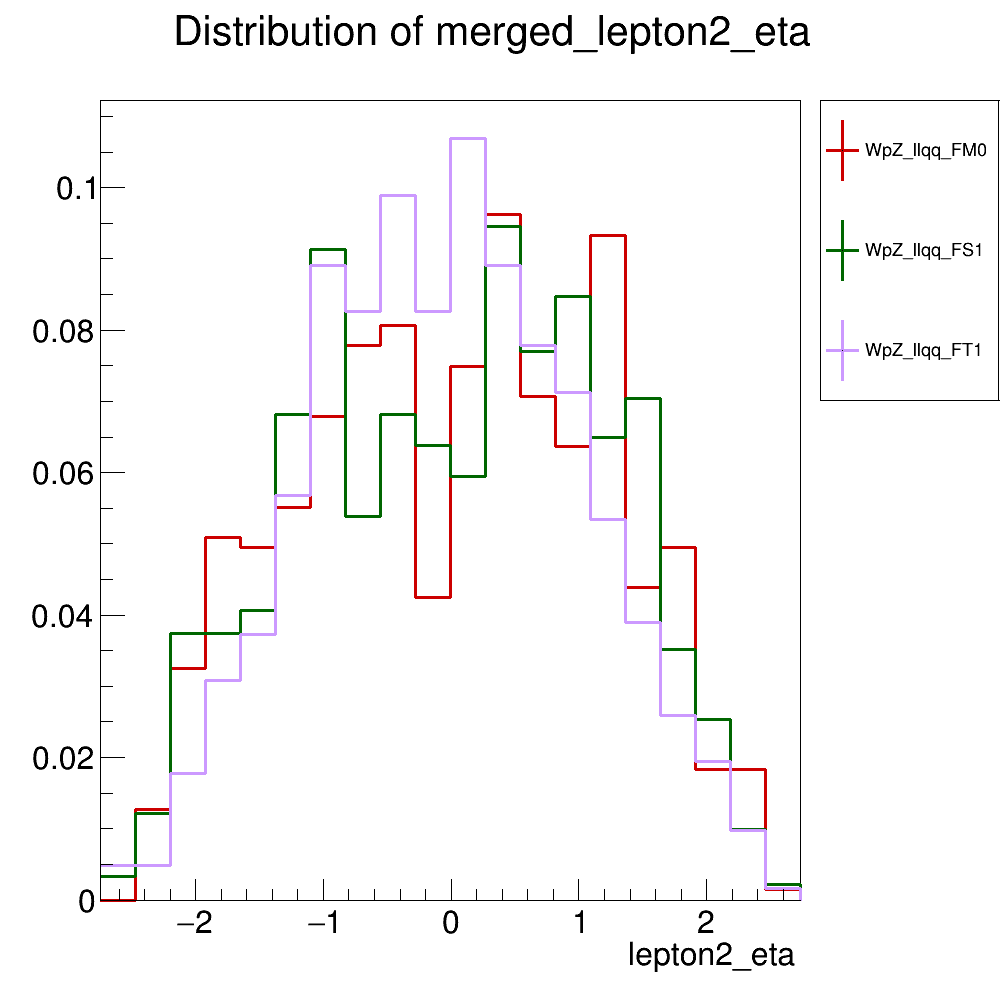 Distribution of merged_lepton2_eta
WpZ_llqq_FM0
WpZ_llqq_FS1
WpZ_llqq_FT1
0.1
0.08
0.06
0.04
0.02
0
−2 −1 0 1 2
lepton2_eta